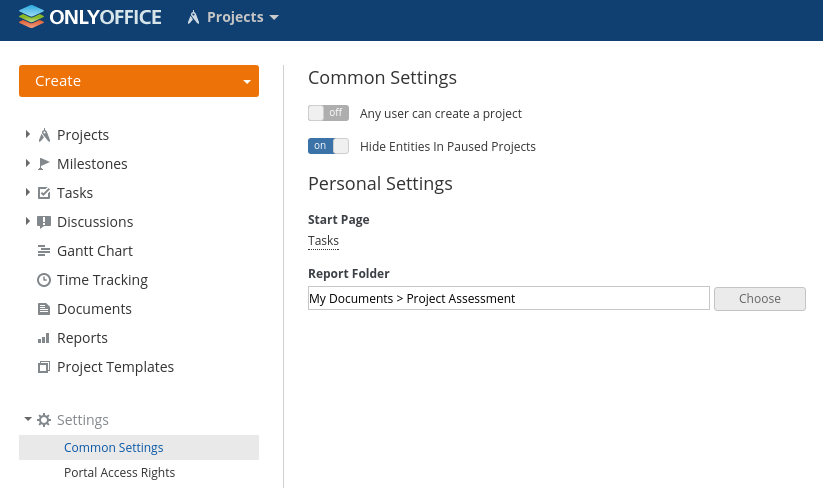 ONLYOFFICE Projects
Create
Projects
Milestones
Tasks
Discussions
Gantt Chart
Time Tracking
Documents
Reports
Project Templates
Settings
Common Settings
Portal Access Rights
Common Settings
off Any user can create a project
on Hide Entities In Paused Projects
Personal Settings
Start Page
Tasks
Report Folder
My Documents > Project Assessment Choose